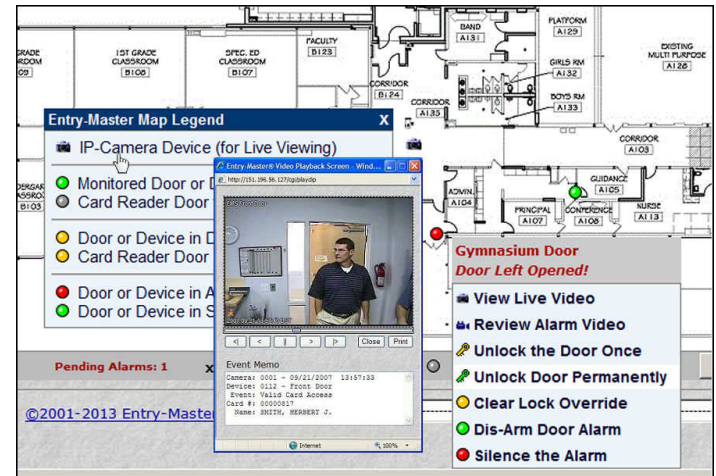 PLATFORM
A129
BAND
A131
FACULTY
B123
1ST GRADE
CLASSROOM
B108
SPEC. ED
CLASSROOM
B107
EXISTING
MULTI PURPOSE
A128
GIRLS RM
A132
CORRIDOR
B124
BOYS RM
A133
CORRIDOR
A135
CORRIDOR
A103
Entry-Master Map Legend X
IP-Camera Device (for Live Viewing)
Monitored Door or D
Card Reader Door
Door or Device in D
Card Reader Door
Door or Device in A
Door or Device in S
B103
Entry-Master® Video Playback Screen - Wind...
http://151.196.56.127/cgi/playclip
EMS Front Door
<| < || > |> Close Print
Event Memo
Camera: 0001 - 09/21/2007 13:57:33
Device: 0112 - Front Door
Event: Valid Card Access
Card #: 00000817
Name: SMITH, HERBERT J.
Internet 100%
ADMIN.
A104
PRINCIPAL
A107
CONFERENCE
A108
GUIDANCE
A105
NURSE
A113
Gymnasium Door
Door Left Opened!
View Live Video
Review Alarm Video
Unlock the Door Once
Unlock Door Permanently
Clear Lock Override
Dis-Arm Door Alarm
Silence the Alarm
Pending Alarms: 1 X
©2001-2013 Entry-Master